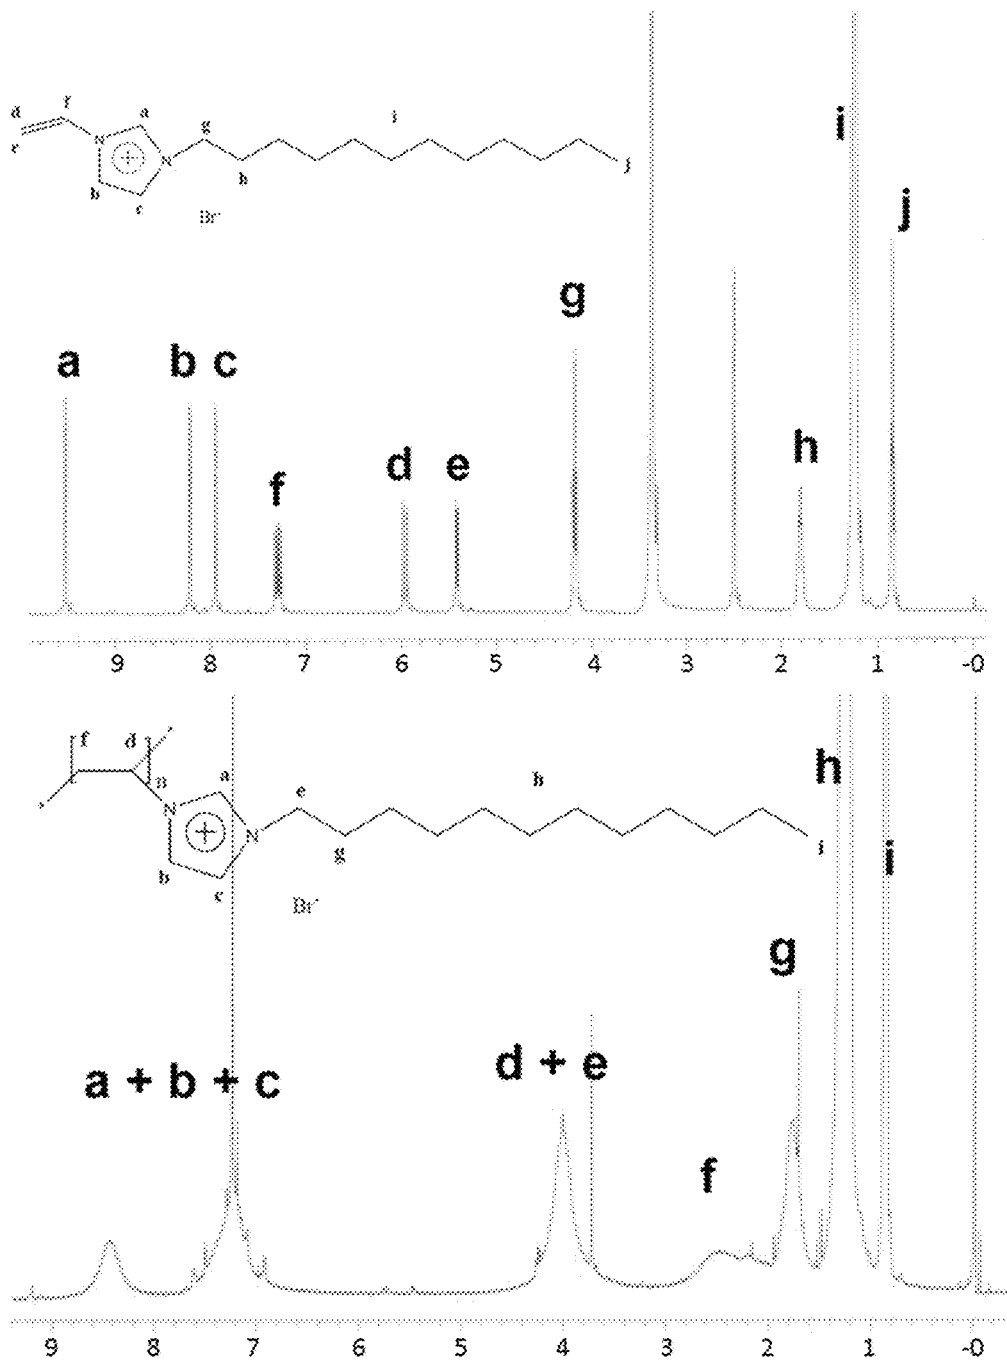 d f a g i
N
e N j
b c h
Br-
i
j
g
a b c
d e h
f
9 8 7 6 5 4 3 2 1 -0
f d
n a e h
N
N
g i
b c
Br-
h
i
g
d + e
a + b + c
f
9 8 7 6 5 4 3 2 1 -0